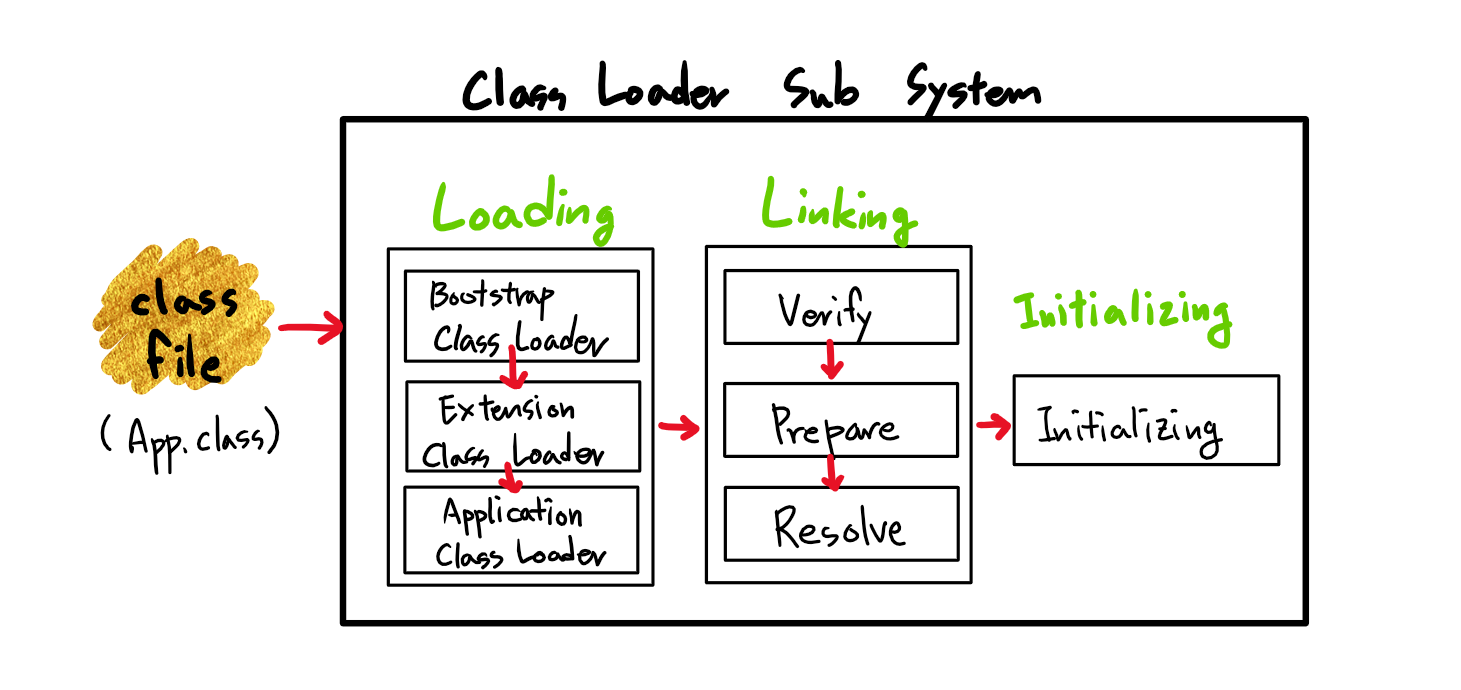 Class Loader Sub System
class
file
(App.class)
Loading
Bootstrap
Class Loader
Extension
Class Loader
Application
Class Loader
Linking
Verify
Prepare
Resolve
Initializing
Initializing